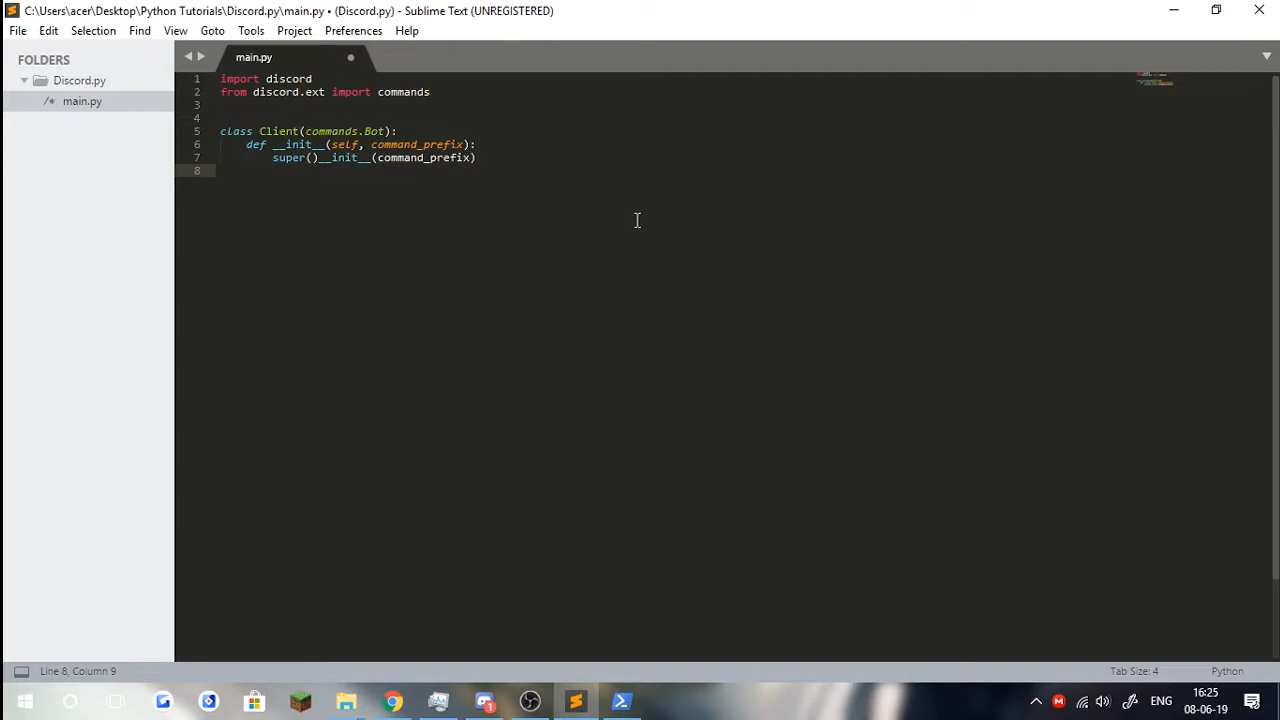 C:\Users\acer\Desktop\Python Tutorials\Discord.py\main.py • (Discord.py) - Sublime Text (UNREGISTERED)
File Edit Selection Find View Goto Tools Project Preferences Help
FOLDERS
Discord.py
/* main.py
main.py
1 import discord
2 from discord.ext import commands
3
4
5 class Client(commands.Bot):
6 def __init__(self, command_prefix):
7 super()__init__(command_prefix)
8
Line 8, Column 9
Tab Size: 4
Python
ENG
16:25
08-06-19